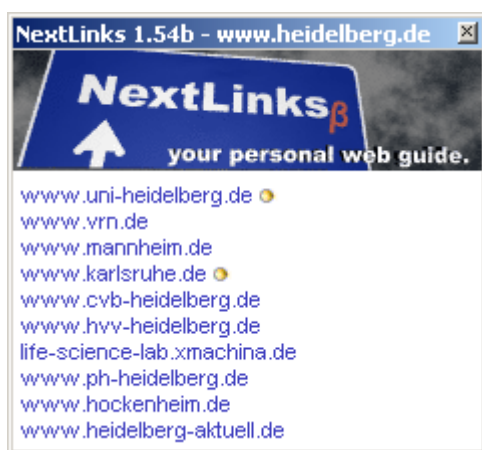 NextLinks 1.54b - www.heidelberg.de
NextLinksβ
your personal web guide.
www.uni-heidelberg.de
www.vrn.de
www.mannheim.de
www.karlsruhe.de
www.cvb-heidelberg.de
www.hvv-heidelberg.de
life-science-lab.xmachina.de
www.ph-heidelberg.de
www.hockenheim.de
www.heidelberg-aktuell.de